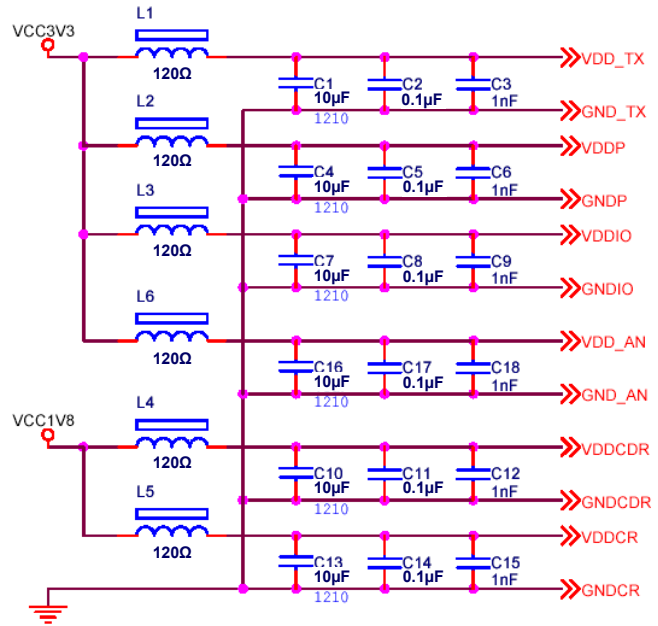 L1
VCC3V3
VDD_TX
120Ω
C1 C2 C3
10µF 0.1µF 1nF
1210
GND_TX
L2
VDDP
120Ω
C4 C5 C6
10µF 0.1µF 1nF
1210
GNDP
L3
VDDIO
120Ω
C7 C8 C9
10µF 0.1µF 1nF
1210
GNDIO
L6
VDD_AN
120Ω
C16 C17 C18
10µF 0.1µF 1nF
1210
GND_AN
L4
VCC1V8
VDDCDR
120Ω
C10 C11 C12
10µF 0.1µF 1nF
1210
GNDCDR
L5
VDDCR
120Ω
C13 C14 C15
10µF 0.1µF 1nF
1210
GNDCR